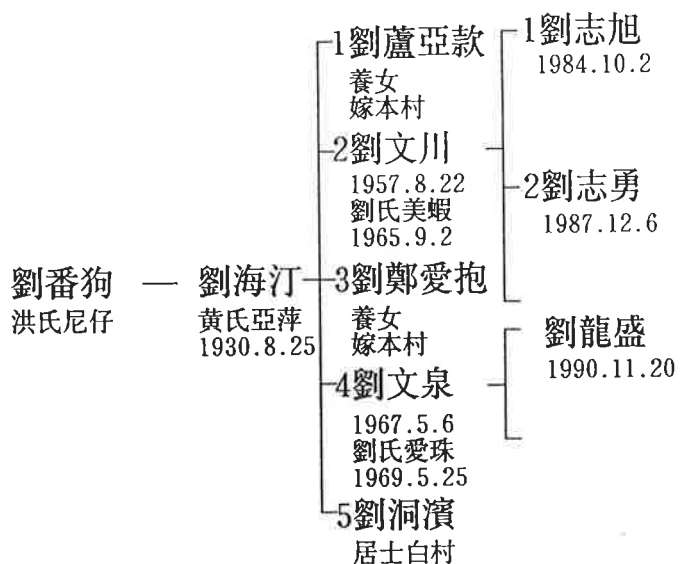 劉番狗
洪氏尼仔
劉海汀
黄氏亞萍
1930.8.25
1劉蘆亞款
養女
嫁本村
2劉文川
1957.8.22
劉氏美蝦
1965.9.2
3劉鄭愛抱
養女
嫁本村
4劉文泉
1967.5.6
劉氏愛珠
1969.5.25
5劉洞濱
居士白村
1劉志旭
1984.10.2
2劉志勇
1987.12.6
劉龍盛
1990.11.20